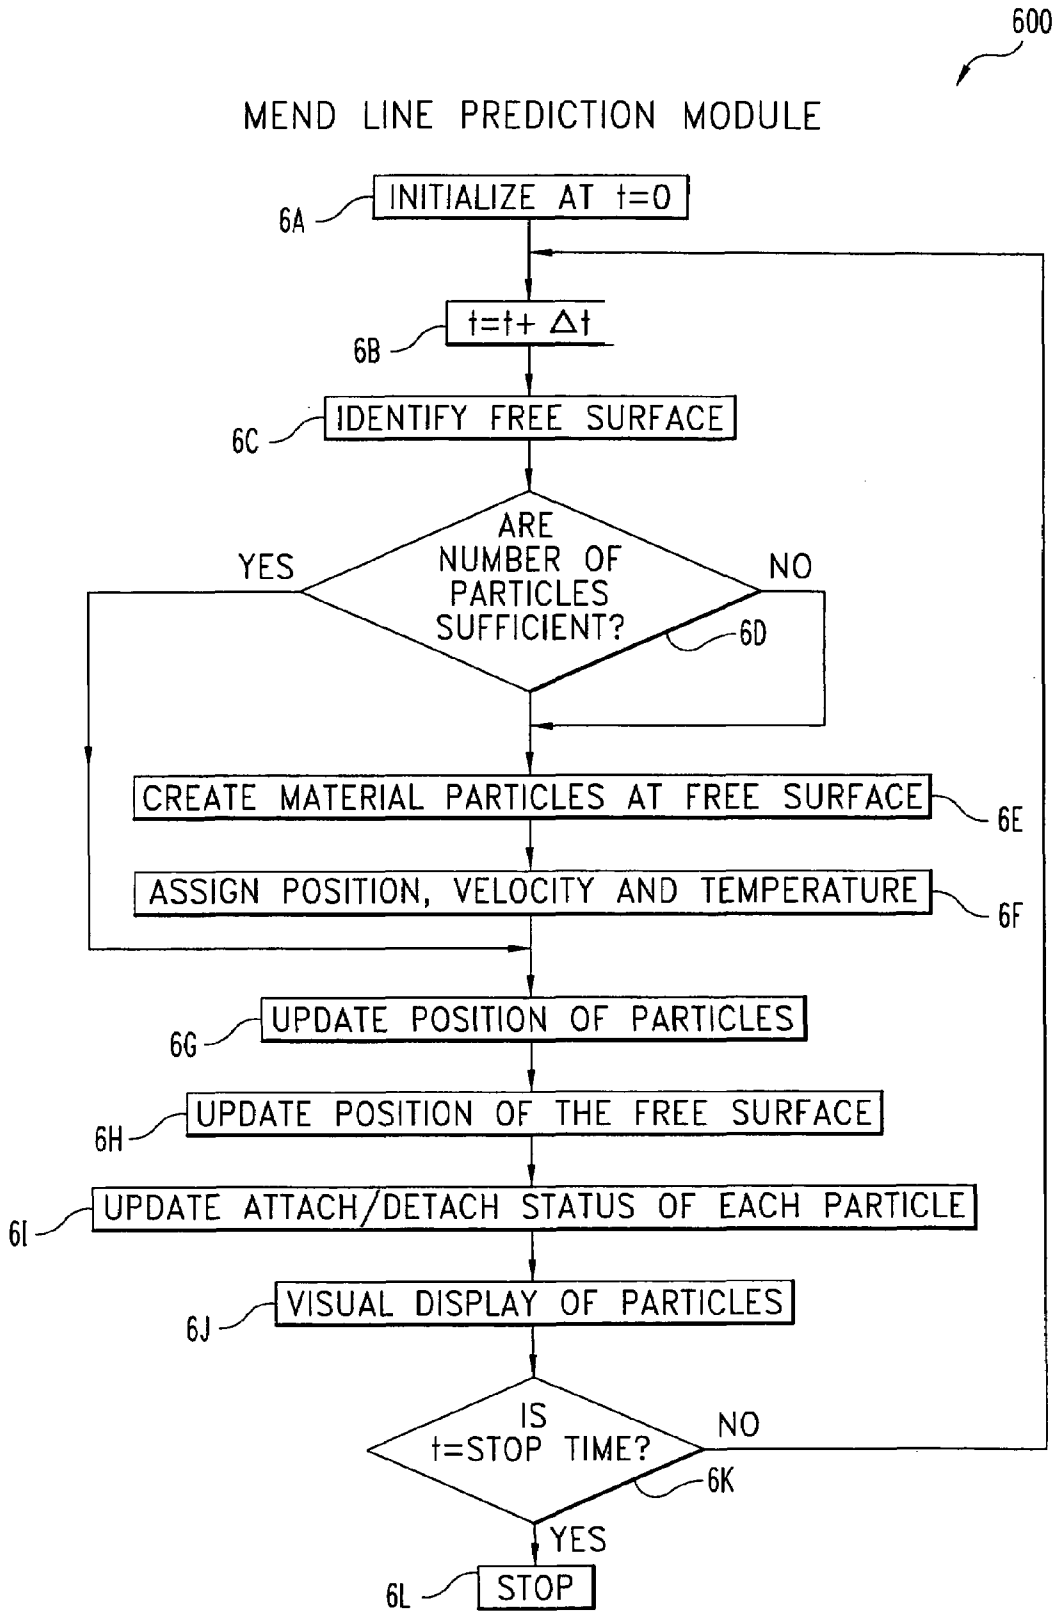 600
MEND LINE PREDICTION MODULE
INITIALIZE AT t=0
6A
t=t+ Δt
6B
IDENTIFY FREE SURFACE
6C
ARE
NUMBER OF
PARTICLES
SUFFICIENT?
YES
NO
6D
CREATE MATERIAL PARTICLES AT FREE SURFACE
6E
ASSIGN POSITION, VELOCITY AND TEMPERATURE
6F
UPDATE POSITION OF PARTICLES
6G
UPDATE POSITION OF THE FREE SURFACE
6H
UPDATE ATTACH/DETACH STATUS OF EACH PARTICLE
6I
VISUAL DISPLAY OF PARTICLES
6J
IS
t=STOP TIME?
NO
6K
YES
STOP
6L